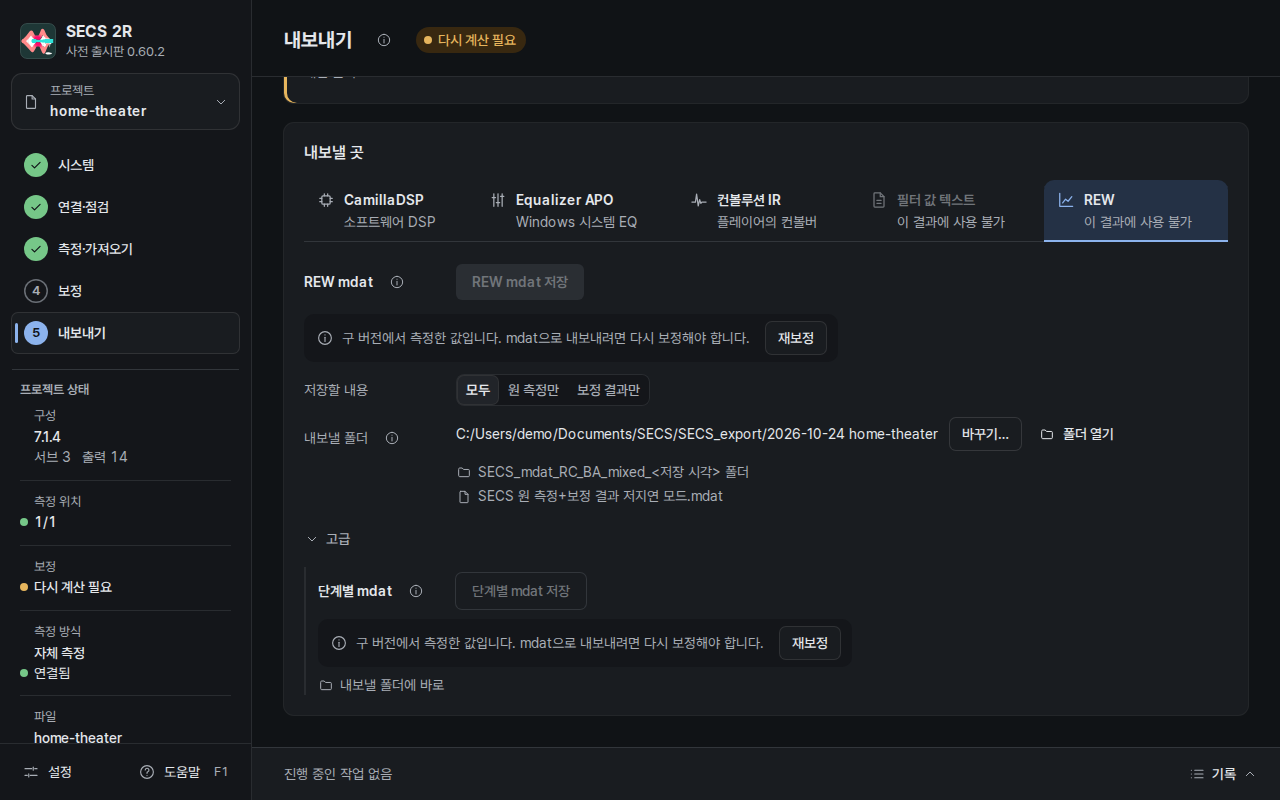 SECS 2R
사전 출시판 0.60.2
프로젝트
home-theater
시스템
연결·점검
측정·가져오기
4 보정
5 내보내기
프로젝트 상태
구성
7.1.4
서브 3 출력 14
측정 위치
1/1
보정
다시 계산 필요
측정 방식
자체 측정
연결됨
파일
home-theater
설정
도움말 F1
내보내기
다시 계산 필요
내보낼 곳
CamillaDSP
소프트웨어 DSP
Equalizer APO
Windows 시스템 EQ
컨볼루션 IR
플레이어의 컨볼버
필터 값 텍스트
이 결과에 사용 불가
REW
이 결과에 사용 불가
REW mdat
REW mdat 저장
구 버전에서 측정한 값입니다. mdat으로 내보내려면 다시 보정해야 합니다.
재보정
저장할 내용
모두 원 측정만 보정 결과만
내보낼 폴더
C:/Users/demo/Documents/SECS/SECS_export/2026-10-24 home-theater
바꾸기...
폴더 열기
SECS_mdat_RC_BA_mixed_<저장 시각> 폴더
SECS 원 측정+보정 결과 저지연 모드.mdat
고급
단계별 mdat
단계별 mdat 저장
구 버전에서 측정한 값입니다. mdat으로 내보내려면 다시 보정해야 합니다.
재보정
내보낼 폴더에 바로
진행 중인 작업 없음
기록